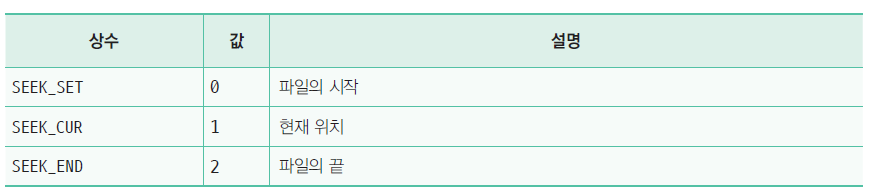 상수 값 설명
SEEK_SET 0 파일의 시작
SEEK_CUR 1 현재 위치
SEEK_END 2 파일의 끝